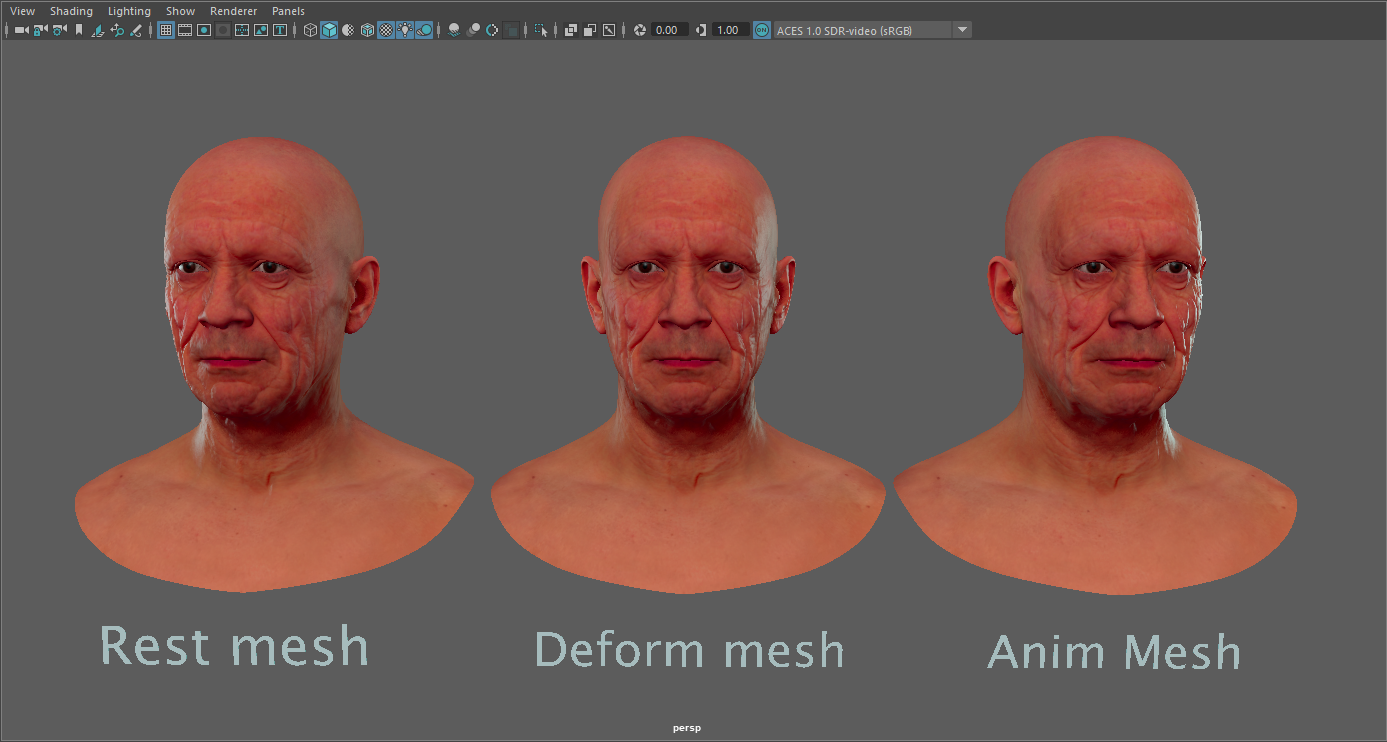 View Shading Lighting Show Renderer Panels
0.00 1.00 ON ACES 1.0 SDR-video (sRGB)
Rest mesh Deform mesh Anim Mesh
persp